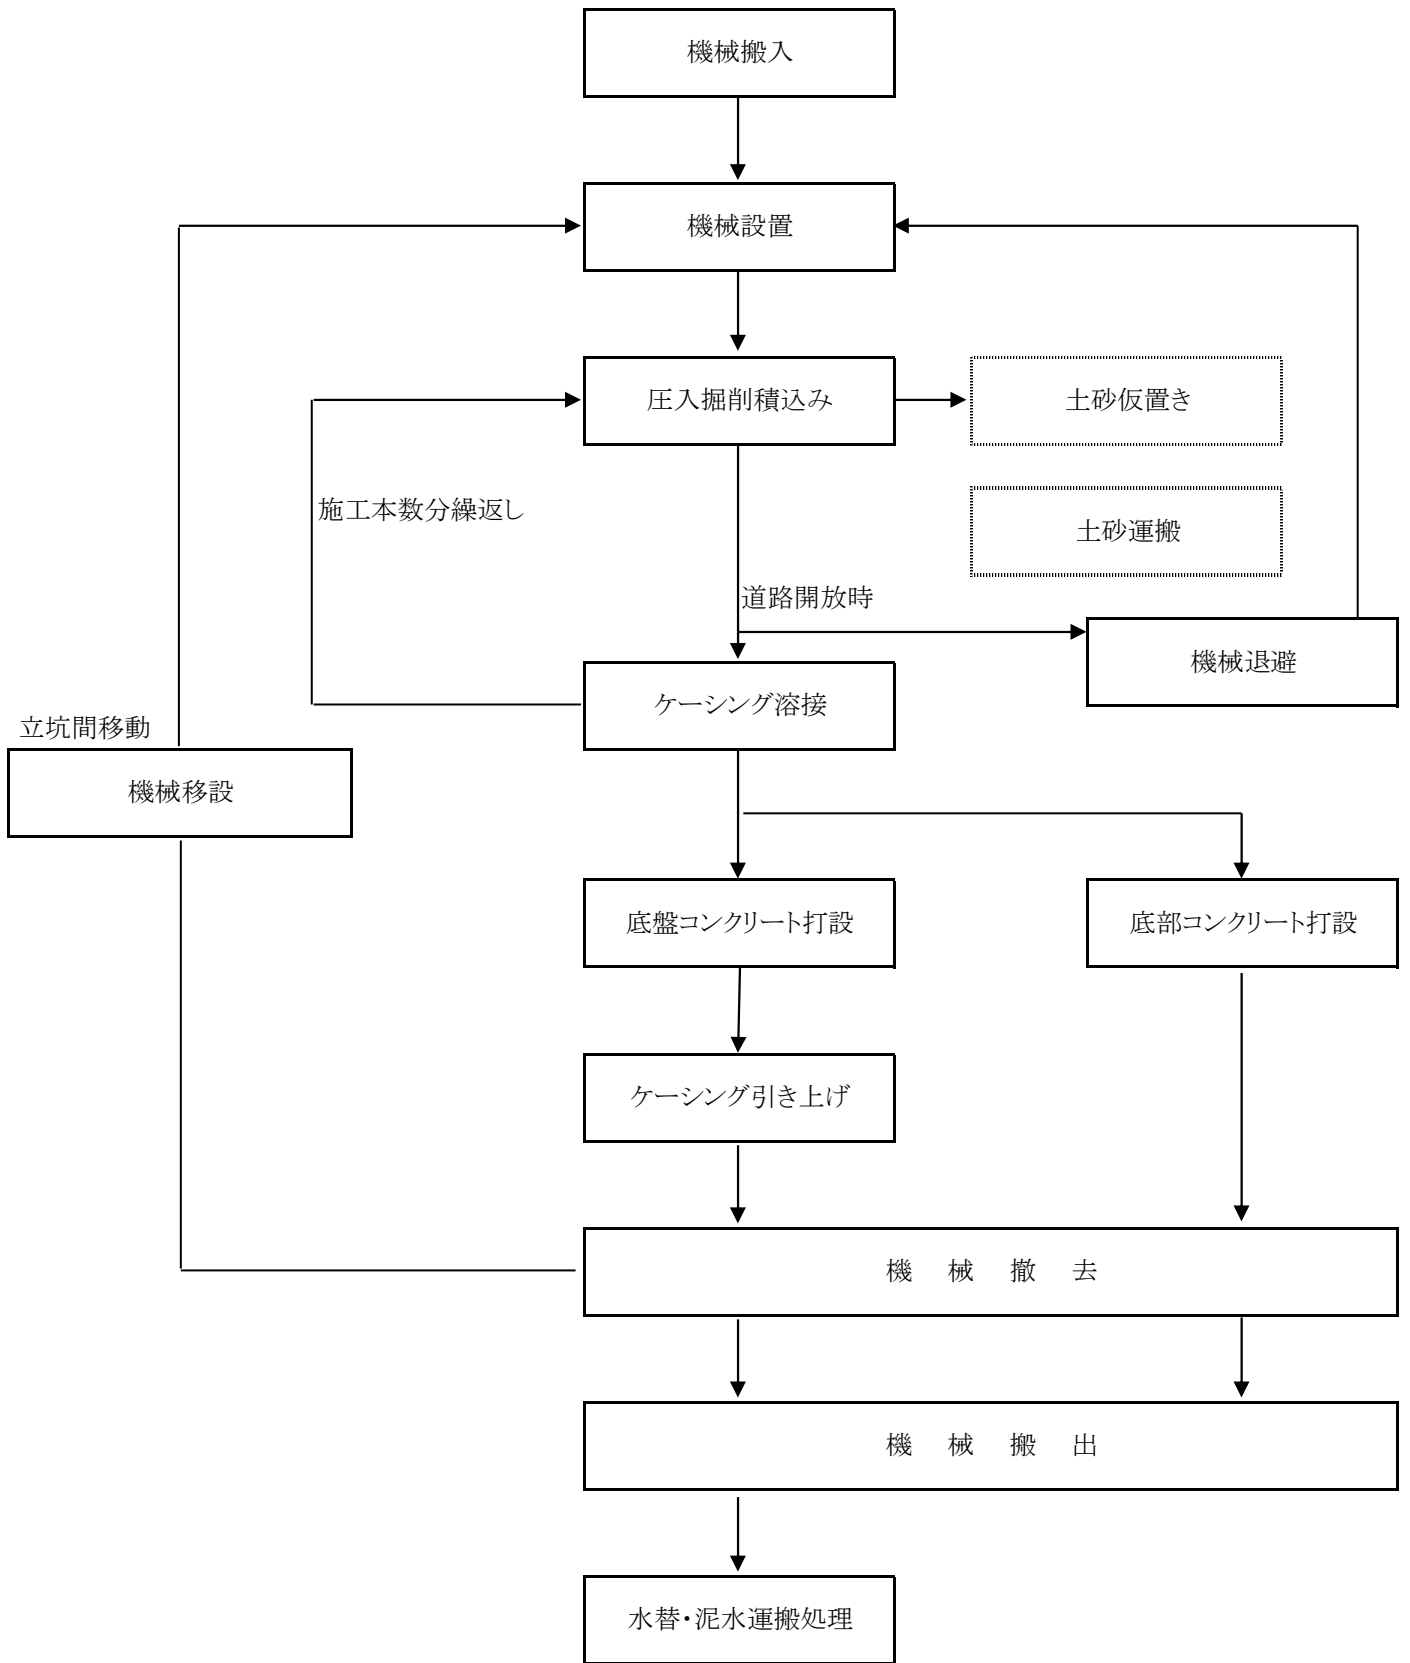 機械搬入
機械設置
圧入掘削積込み
土砂仮置き
施工本数分繰返し
土砂運搬
道路開放時
機械退避
ケーシング溶接
立坑間移動
機械移設
底盤コンクリート打設
底部コンクリート打設
ケーシング引き上げ
機　械　撤　去
機　械　搬　出
水替・泥水運搬処理